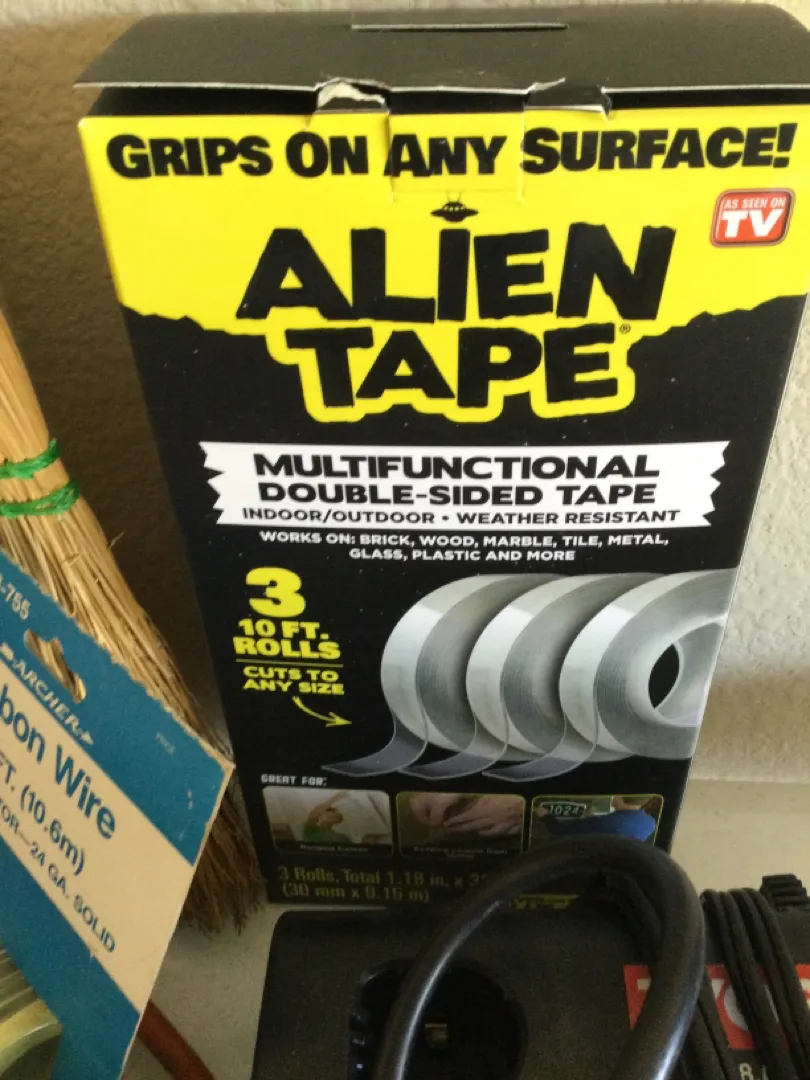 GRIPS ON ANY SURFACE!
AS SEEN ON
TV
ALIEN
TAPE®
MULTIFUNCTIONAL
DOUBLE-SIDED TAPE
INDOOR/OUTDOOR • WEATHER RESISTANT
WORKS ON: BRICK, WOOD, MARBLE, TILE, METAL,
GLASS, PLASTIC AND MORE
3
10 FT.
ROLLS
CUTS TO
ANY SIZE
GREAT FOR:
1024
3 Rolls, Total 1.18 in. x
(30 mm x 9.15 m)
-755
ARCHER
bon Wire
FT. (10.6m)
TOR—24 GA. SOLID